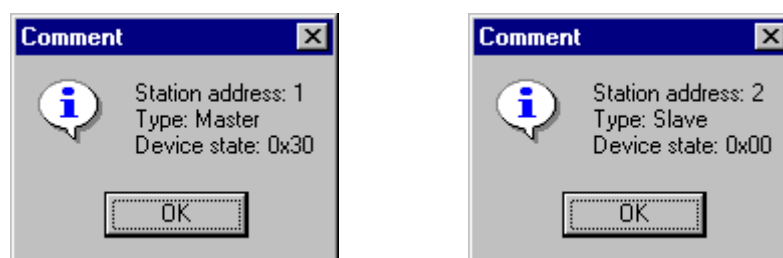 Comment
Station address: 1
Type: Master
Device state: 0x30
OK
Comment
Station address: 2
Type: Slave
Device state: 0x00
OK